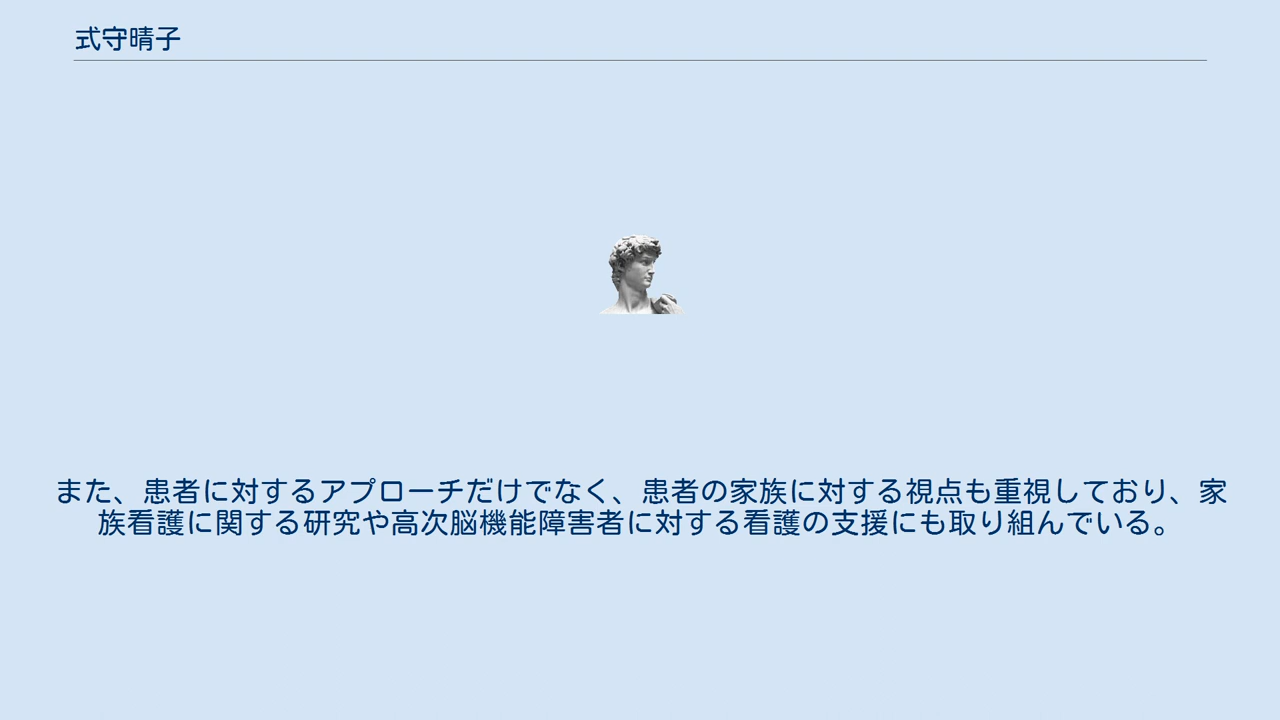 式守晴子
また、患者に対するアプローチだけでなく、患者の家族に対する視点も重視しており、家
族看護に関する研究や高次脳機能障害者に対する看護の支援にも取り組んでいる。